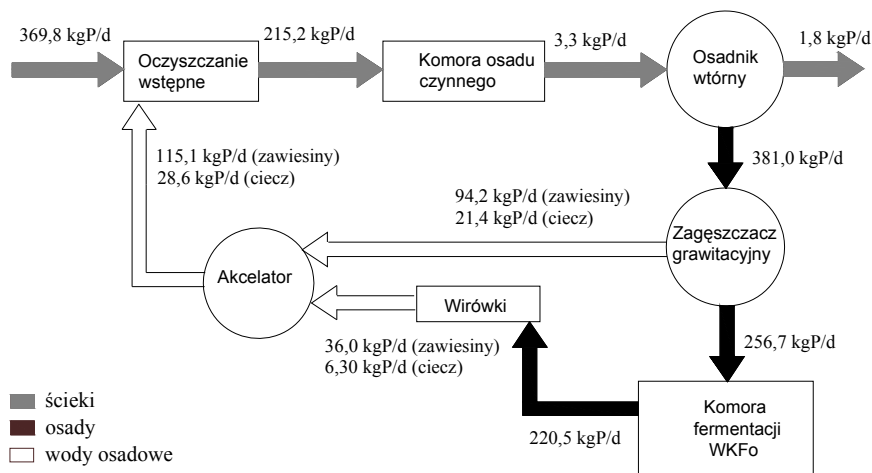 369,8 kgP/d
215,2 kgP/d
3,3 kgP/d
1,8 kgP/d
Oczyszczanie
wstępne
Komora osadu
czynnego
Osadnik
wtórny
115,1 kgP/d (zawiesiny)
28,6 kgP/d (ciecz)
381,0 kgP/d
94,2 kgP/d (zawiesiny)
21,4 kgP/d (ciecz)
Zagęszczacz
grawitacyjny
Akcelator
Wirówki
36,0 kgP/d (zawiesiny)
6,30 kgP/d (ciecz)
256,7 kgP/d
220,5 kgP/d
Komora
fermentacji
WKFo
ścieki
osady
wody osadowe